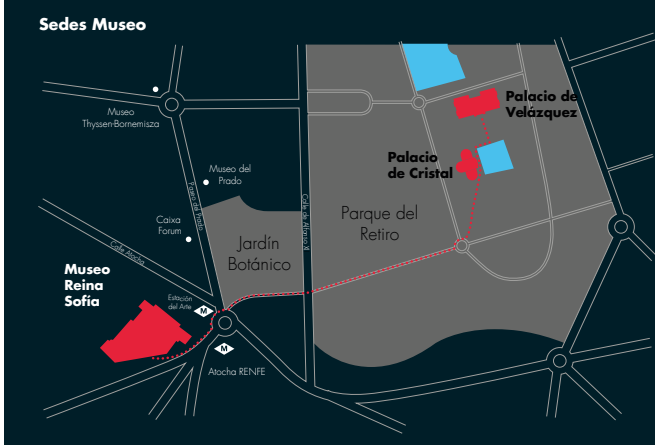 Sedes Museo
Museo
Thyssen-Bornemisza
Palacio de
Velázquez
Museo del
Prado
Palacio
de Cristal
Paseo del Prado
Calle de Alfonso XII
Caixa
Forum
Parque del
Retiro
Jardín
Botánico
Calle Atocha
Museo
Reina
Sofía
Estación
del Arte
M
M
Atocha RENFE